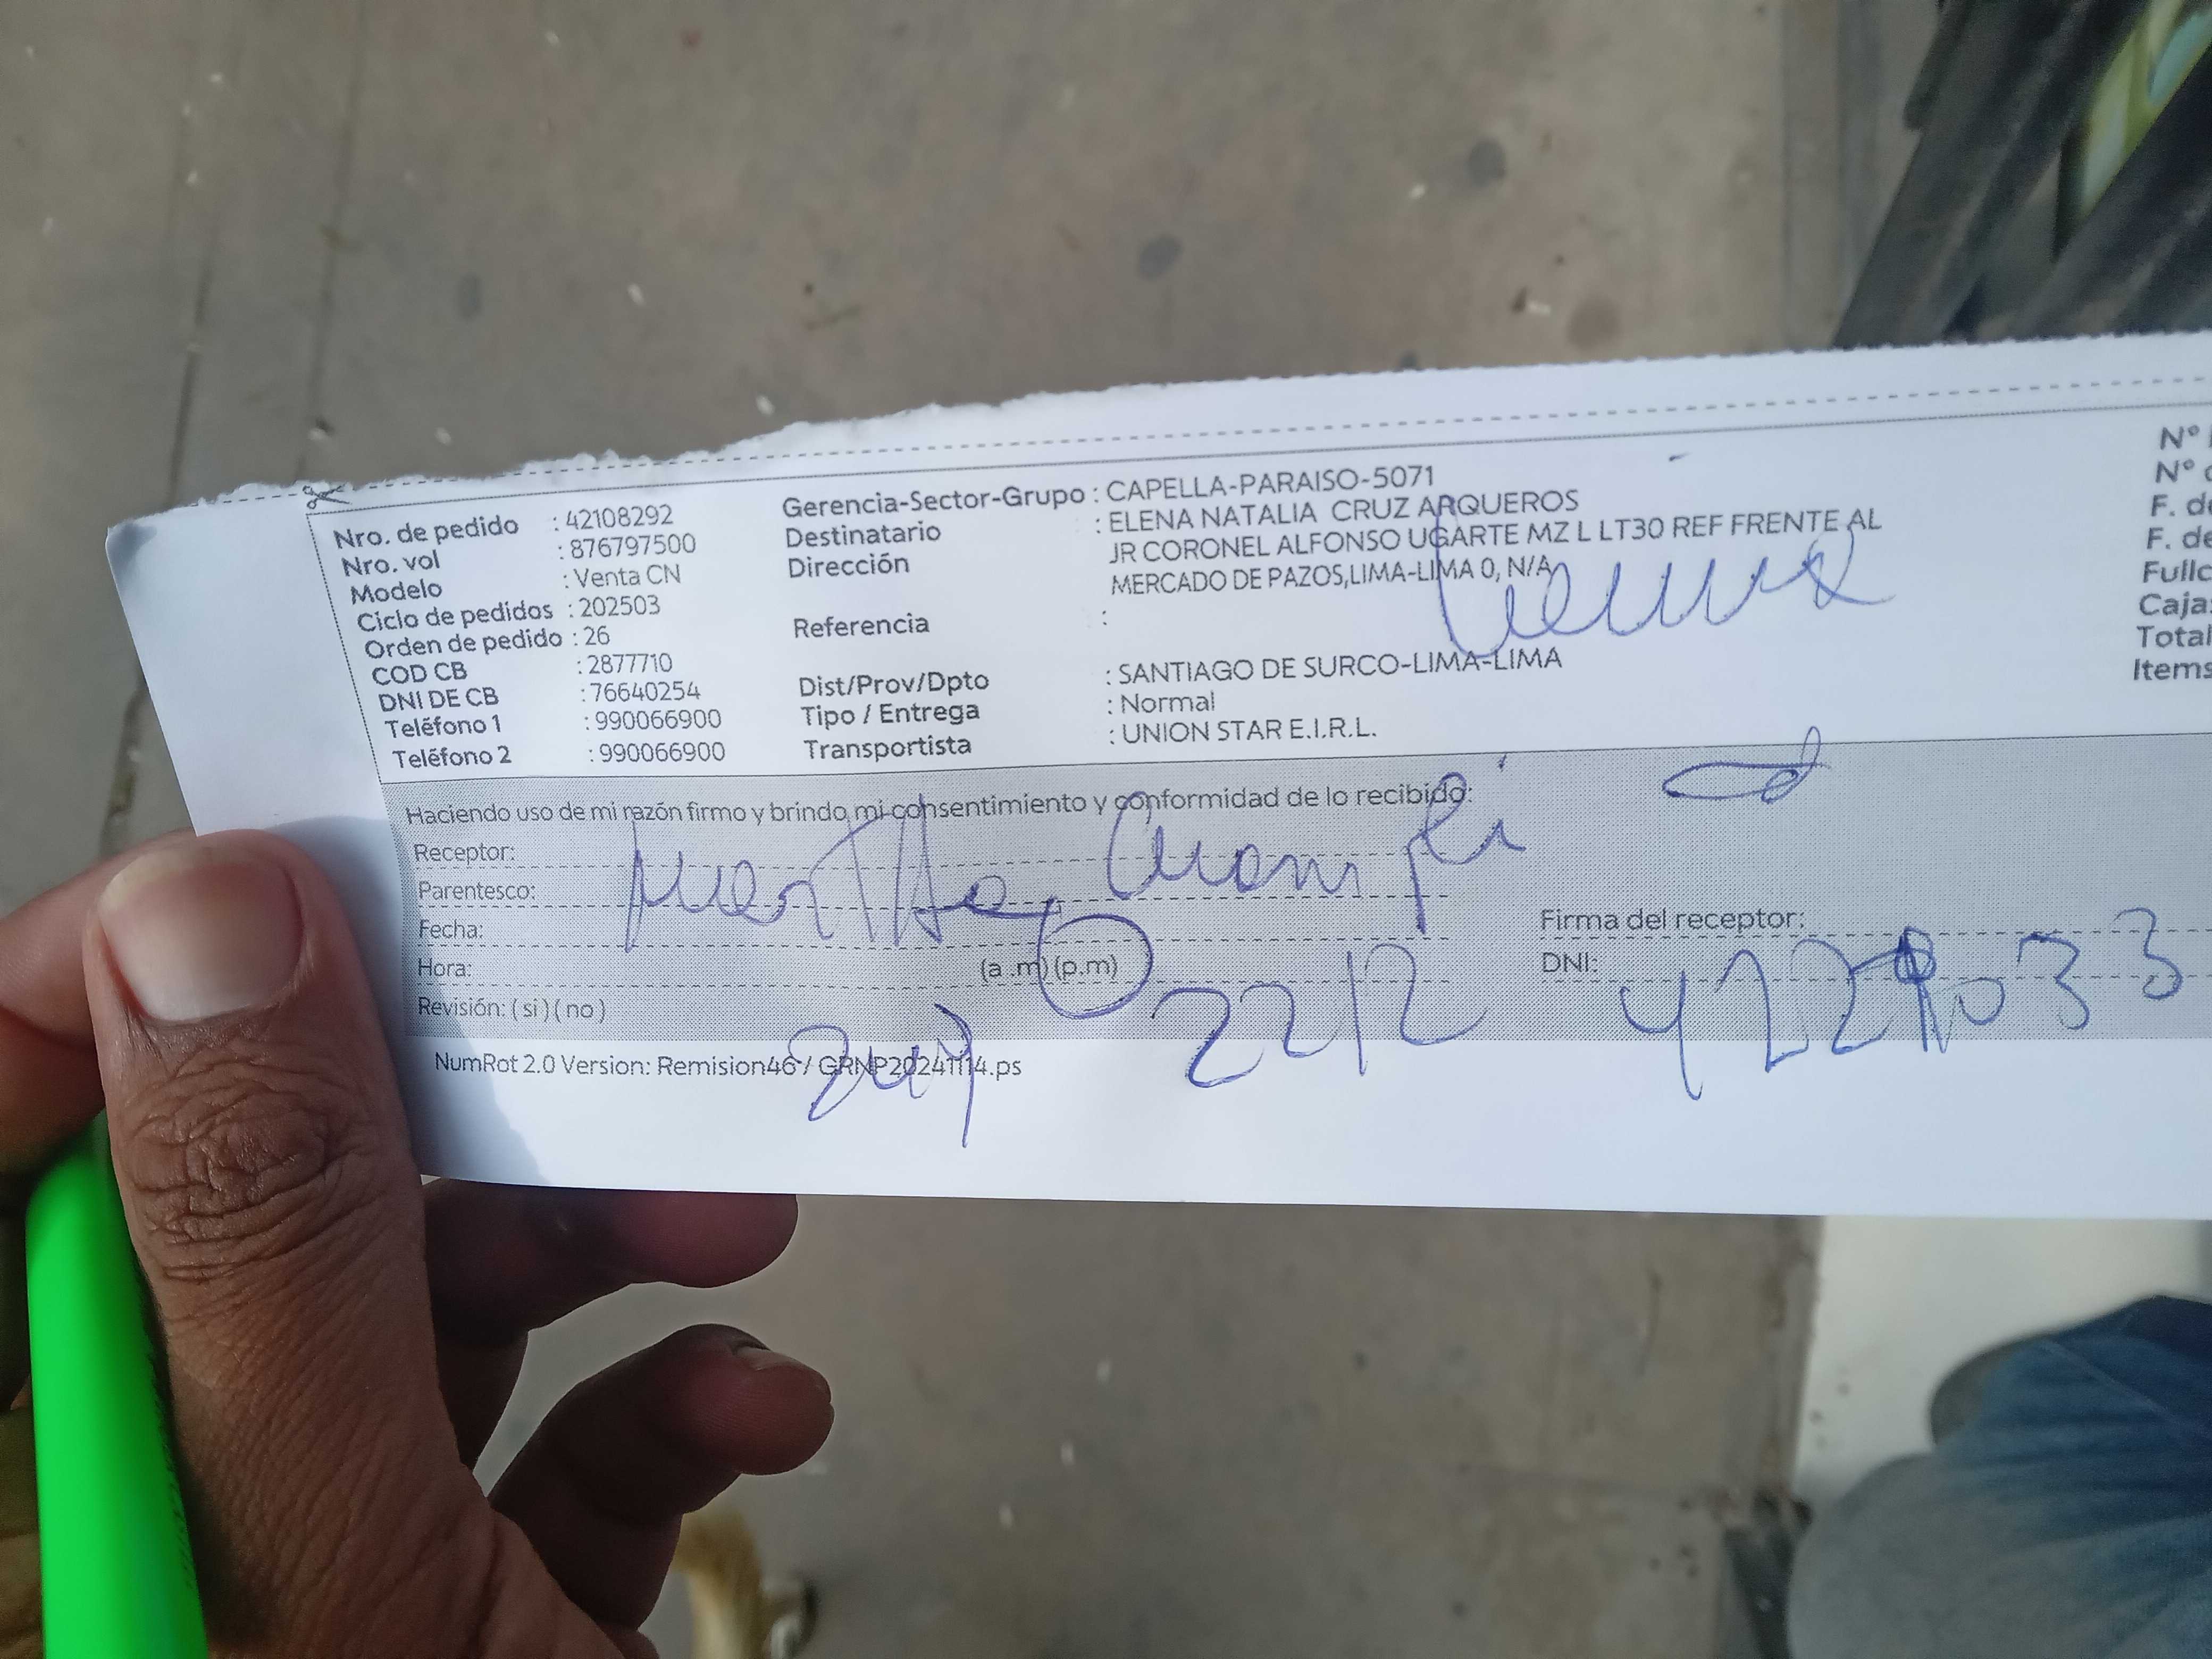 Nro. de pedido : 42108292
Nro. vol : 876797500
Modelo : Venta CN
Ciclo de pedidos : 202503
Orden de pedido : 26
COD CB : 2877710
DNI DE CB : 76640254
Teléfono 1 : 990066900
Teléfono 2 : 990066900
Gerencia-Sector-Grupo : CAPELLA-PARAISO-5071
Destinatario : ELENA NATALIA CRUZ ARQUEROS
Dirección JR CORONEL ALFONSO UGARTE MZ L LT30 REF FRENTE AL
MERCADO DE PAZOS,LIMA-LIMA 0, N/A
Referencia :
Dist/Prov/Dpto : SANTIAGO DE SURCO-LIMA-LIMA
Tipo / Entrega : Normal
Transportista : UNION STAR E.I.R.L.
Nº
Nº
F. de
F. de
Fullc
Caja
Total
Items
Haciendo uso de mi razón firmo y brindo mi consentimiento y conformidad de lo recibido:
Receptor:
Parentesco:
Fecha:
Hora: (a .m) (p.m)
Revisión: ( si ) ( no )
Firma del receptor:
DNI:
22 12
NumRot 2.0 Version: Remision46 / GRNP20241114.ps